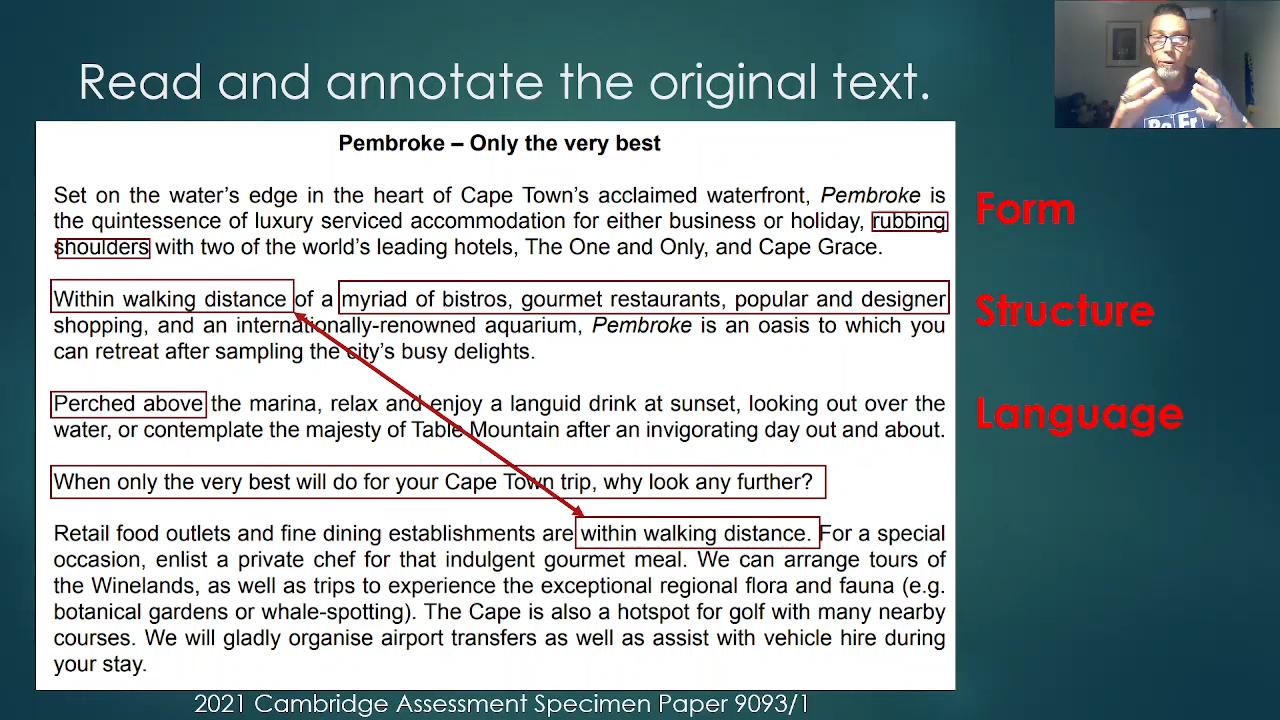 Read and annotate the original text.
Pembroke – Only the very best
Set on the water's edge in the heart of Cape Town's acclaimed waterfront, Pembroke is
the quintessence of luxury serviced accommodation for either business or holiday, rubbing
shoulders with two of the world's leading hotels, The One and Only, and Cape Grace.
Within walking distance of a myriad of bistros, gourmet restaurants, popular and designer
shopping, and an internationally-renowned aquarium, Pembroke is an oasis to which you
can retreat after sampling the city's busy delights.
Perched above the marina, relax and enjoy a languid drink at sunset, looking out over the
water, or contemplate the majesty of Table Mountain after an invigorating day out and about.
When only the very best will do for your Cape Town trip, why look any further?
Retail food outlets and fine dining establishments are within walking distance. For a special
occasion, enlist a private chef for that indulgent gourmet meal. We can arrange tours of
the Winelands, as well as trips to experience the exceptional regional flora and fauna (e.g.
botanical gardens or whale-spotting). The Cape is also a hotspot for golf with many nearby
courses. We will gladly organise airport transfers as well as assist with vehicle hire during
your stay.
Form
Structure
Language
2021 Cambridge Assessment Specimen Paper 9093/1